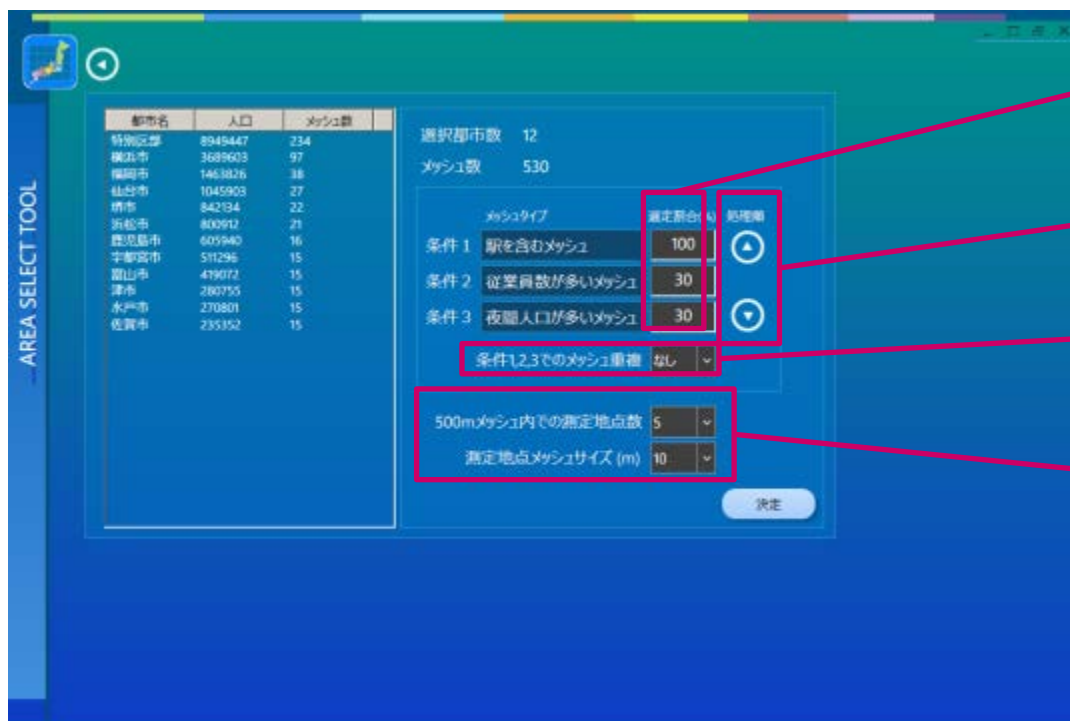 AREA SELECT TOOL
都市名 人口 メッシュ数
特別区部 8949447 234
横浜市 3689603 97
福岡市 1463826 38
仙台市 1045903 27
堺市 842134 22
浜松市 800912 21
鹿児島市 605940 16
宇都宮市 511296 15
富山市 419072 15
津市 280755 15
水戸市 270801 15
佐賀市 235352 15
選択都市数 12
メッシュ数 530
メッシュタイプ 選定割合(%) 処理順
条件1 駅を含むメッシュ 100
条件2 従業員数が多いメッシュ 30
条件3 夜間人口が多いメッシュ 30
条件1,2,3でのメッシュ重複 なし
500mメッシュ内での測定地点数 5
測定地点メッシュサイズ (m) 10
決定